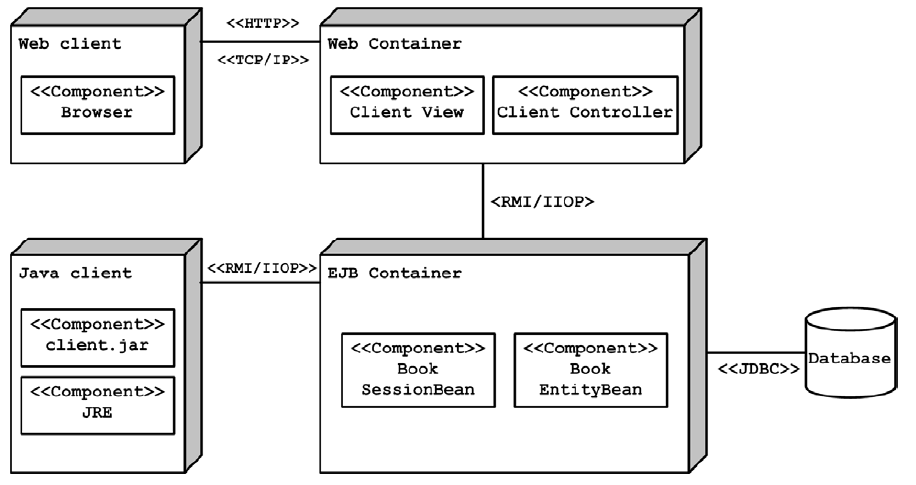 Web client
<<Component>>
Browser
<<HTTP>>
<<TCP/IP>>
Web Container
<<Component>>
Client View
<<Component>>
Client Controller
<RMI/IIOP>
Java client
<<Component>>
client.jar
<<Component>>
JRE
<<RMI/IIOP>>
EJB Container
<<Component>>
Book
SessionBean
<<Component>>
Book
EntityBean
<<JDBC>>
Database